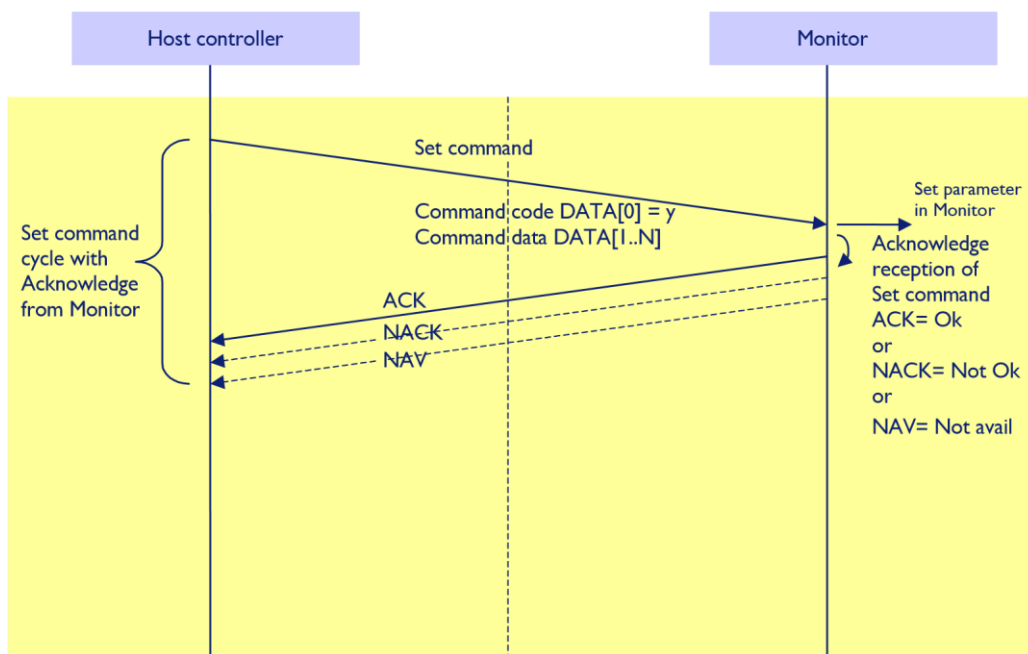 Host controller
Monitor
Set command
Command code DATA[0] = y
Command data DATA[1..N]
Set parameter
in Monitor
Set command
cycle with
Acknowledge
from Monitor
Acknowledge
reception of
Set command
ACK= Ok
or
NACK= Not Ok
or
NAV= Not avail
ACK
NACK
NAV